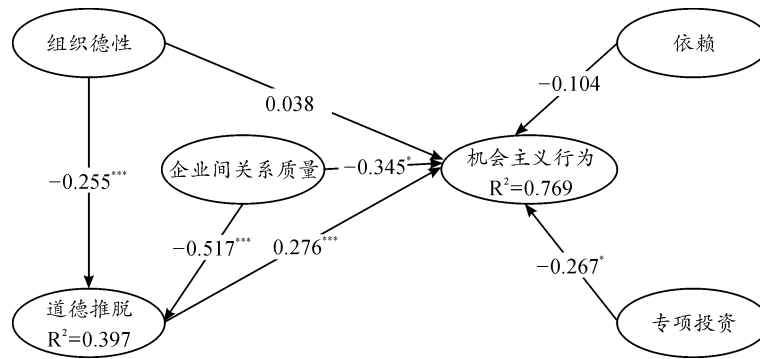 组织德性
依赖
-0.104
0.038
企业间关系质量
-0.345*
机会主义行为
R²=0.769
-0.255***
-0.517***
0.276***
-0.267*
道德推脱
R²=0.397
专项投资